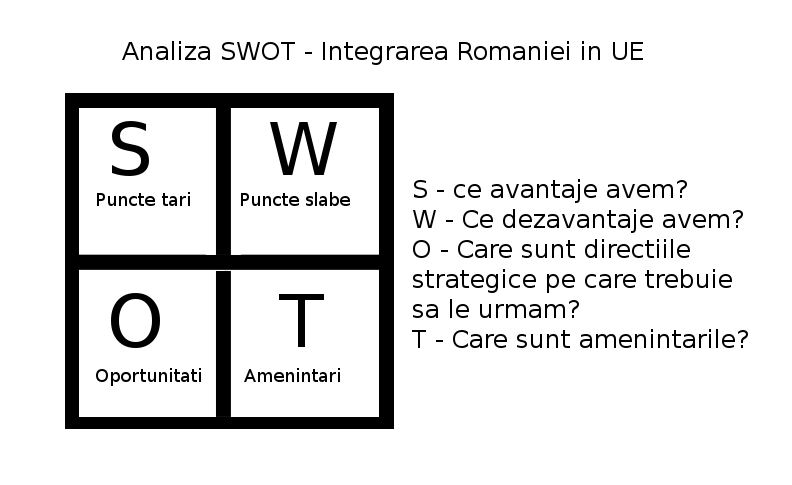 Analiza SWOT - Integrarea Romaniei in UE
S
Puncte tari
W
Puncte slabe
O
Oportunitati
T
Amenintari
S - ce avantaje avem?
W - Ce dezavantaje avem?
O - Care sunt directiile
strategice pe care trebuie
sa le urmam?
T - Care sunt amenintarile?